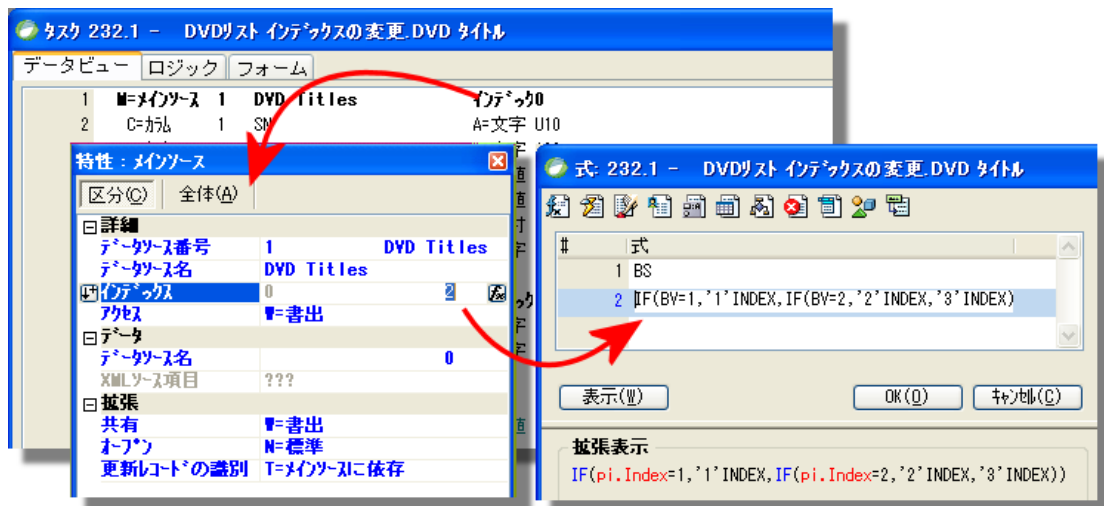 タスク 232.1 - DVDリスト インデックスの変更.DVD タイトル
データビュー ロジック フォーム
1 M=メインソース 1 DVD Titles インデック0
2 C=カラム 1 SN A=文字 U10
特性：メインソース
区分(C) 全体(A)
詳細
データソース番号 1 DVD Titles
データソース名 DVD Titles
インデックス 0 2
アクセス W=書出
データ
データソース名 0
XMLソース項目 ???
拡張
共有 W=書出
オープン N=標準
更新レコードの識別 T=メインソースに依存
式: 232.1 - DVDリスト インデックスの変更.DVD タイトル
# 式
1 BS
2 IF(BV=1,'1'INDEX,IF(BV=2,'2'INDEX,'3'INDEX)
表示(W) OK(O) キャンセル(C)
拡張表示
IF(pi.Index=1,'1'INDEX,IF(pi.Index=2,'2'INDEX,'3'INDEX))